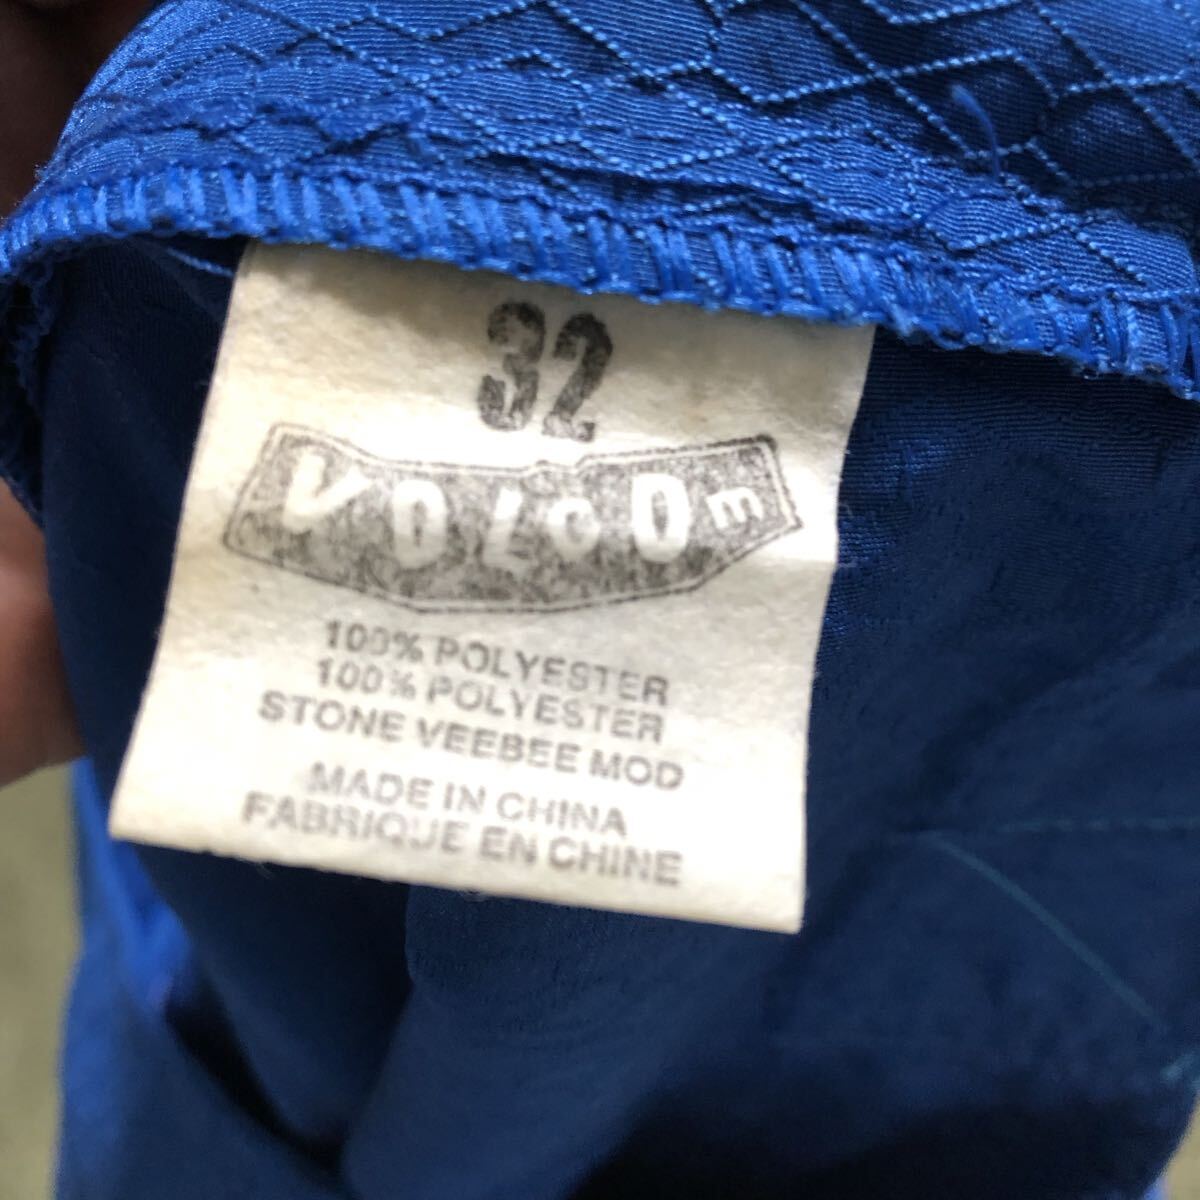 32
VOLCOm
100% POLYESTER
100% POLYESTER
STONE VEEBEE MOD
MADE IN CHINA
FABRIQUE EN CHINE